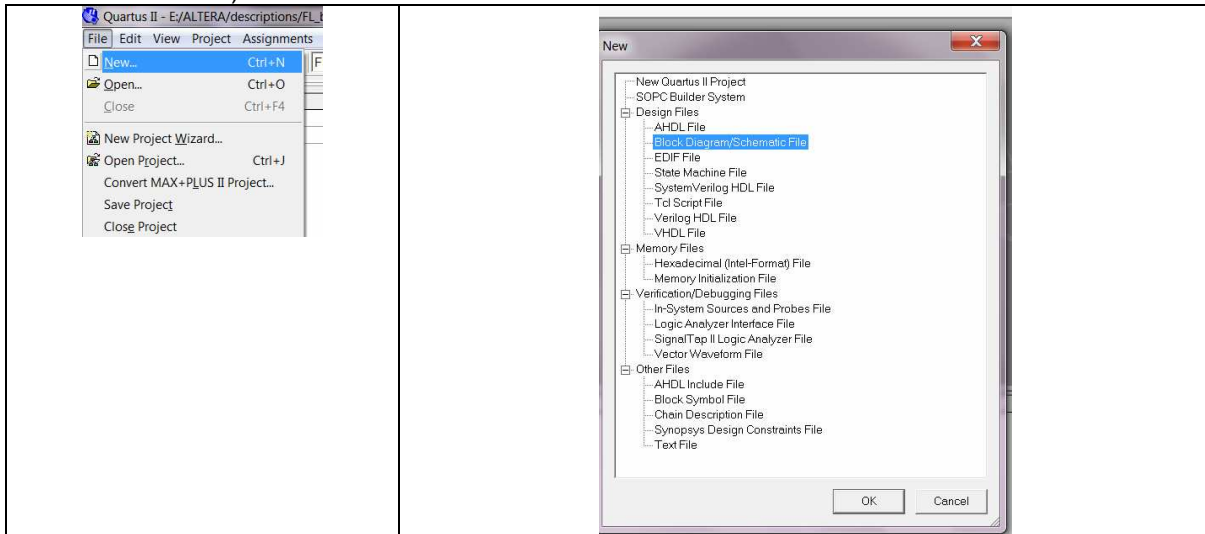 Quartus II - E:/ALTERA/descriptions/FL_
File Edit View Project Assignments
New... Ctrl+N
Open... Ctrl+O
Close Ctrl+F4
New Project Wizard...
Open Project... Ctrl+J
Convert MAX+PLUS II Project...
Save Project
Close Project
New
New Quartus II Project
SOPC Builder System
Design Files
AHDL File
Block Diagram/Schematic File
EDIF File
State Machine File
SystemVerilog HDL File
Tcl Script File
Verilog HDL File
VHDL File
Memory Files
Hexadecimal (Intel-Format) File
Memory Initialization File
Verification/Debugging Files
In-System Sources and Probes File
Logic Analyzer Interface File
SignalTap II Logic Analyzer File
Vector Waveform File
Other Files
AHDL Include File
Block Symbol File
Chain Description File
Synopsys Design Constraints File
Text File
OK Cancel